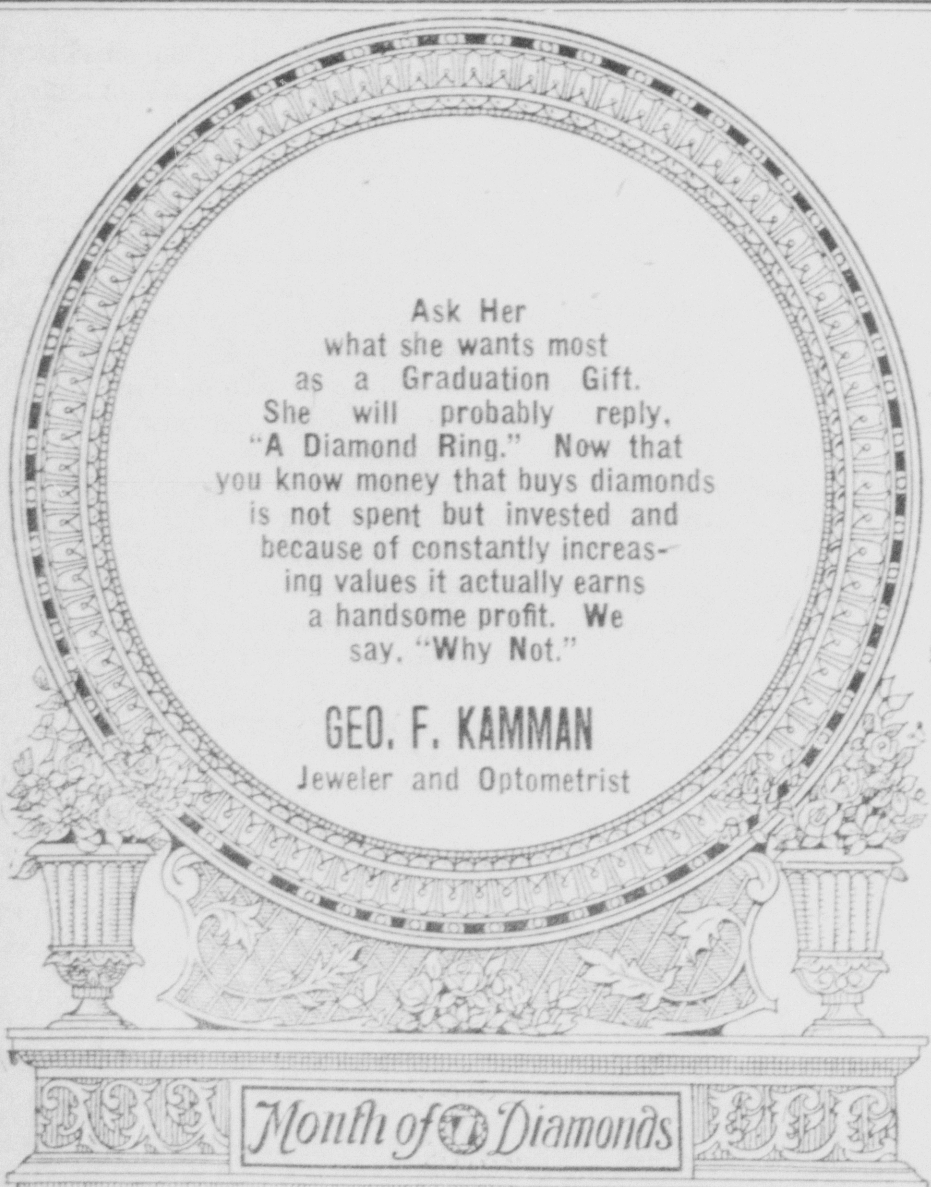 Ask Her
what she wants most
as a Graduation Gift.
She will probably reply,
“A Diamond Ring.” Now that
you know money that buys diamonds
is not spent but invested and
because of constantly increas-
ing values it actually earns
a handsome profit. We
say, “Why Not.”
GEO. F. KAMMAN
Jeweler and Optometrist
Month of Diamonds